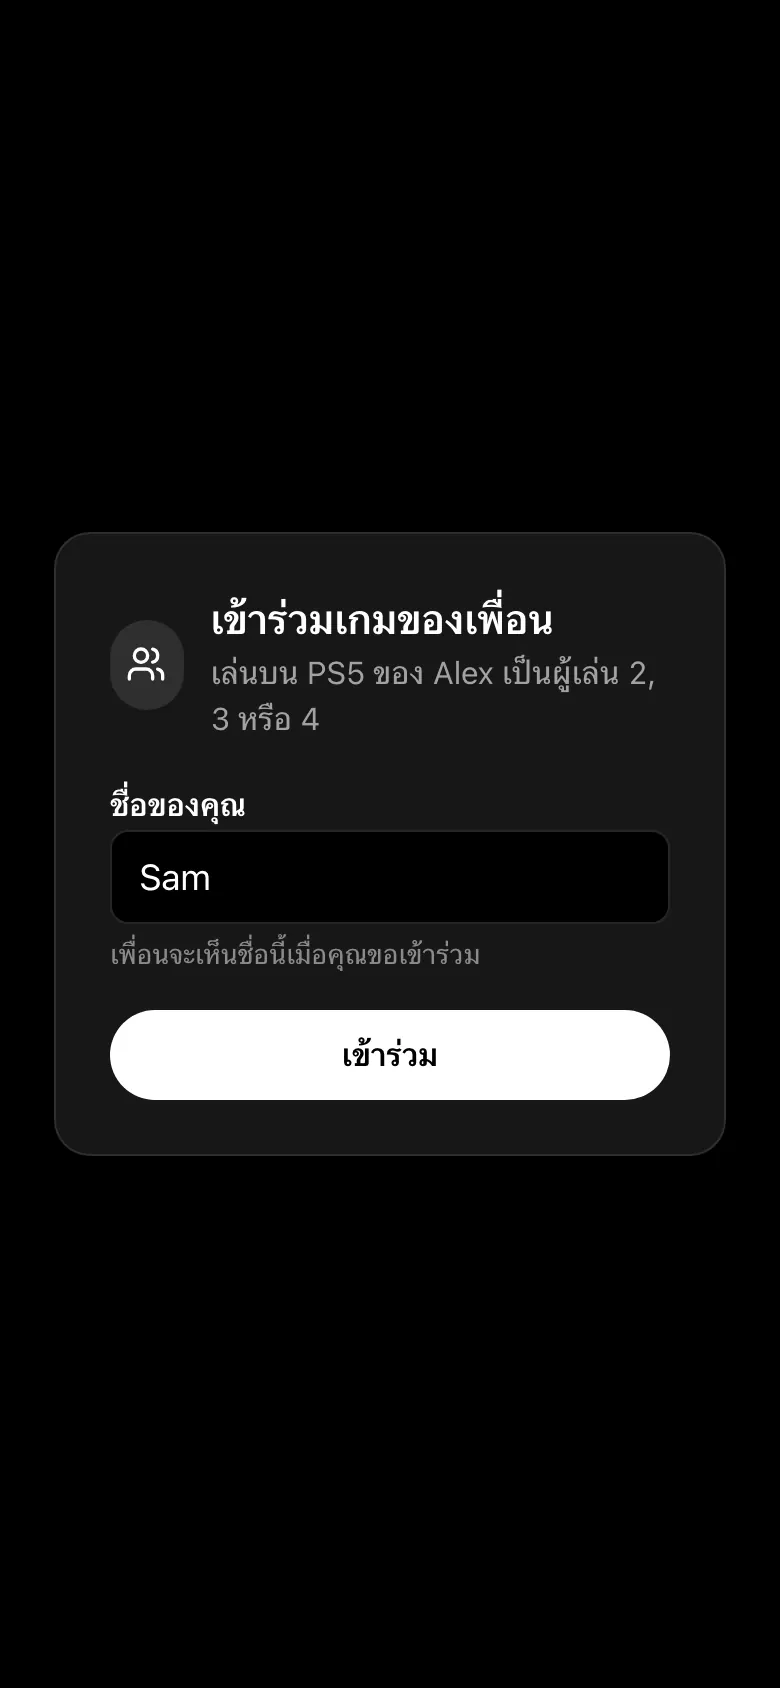 เข้าร่วมเกมของเพื่อน
เล่นบน PS5 ของ Alex เป็นผู้เล่น 2,
3 หรือ 4
ชื่อของคุณ
Sam
เพื่อนจะเห็นชื่อนี้เมื่อคุณขอเข้าร่วม
เข้าร่วม